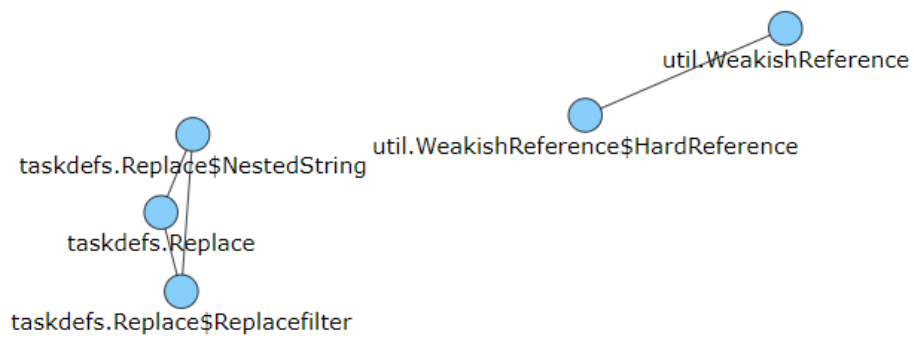 util.WeakishReference
util.WeakishReference$HardReference
taskdefs.Replace$NestedString
taskdefs.Replace
taskdefs.Replace$Replacefilter